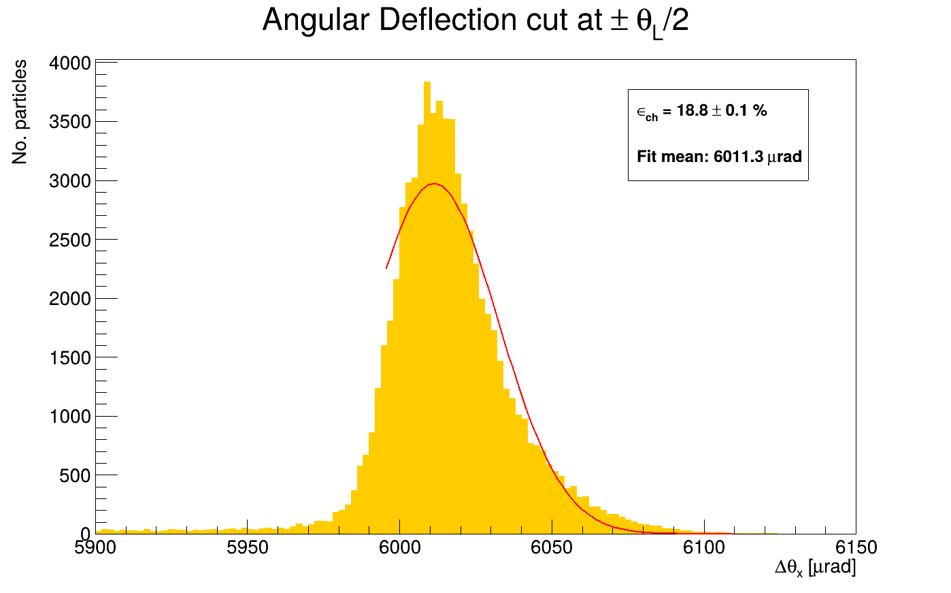 Angular Deflection cut at ± θL/2
No. particles
4000
3500
3000
2500
2000
1500
1000
500
0
ϵch = 18.8 ± 0.1 %
Fit mean: 6011.3 μrad
5900 5950 6000 6050 6100 6150
Δθx [μrad]